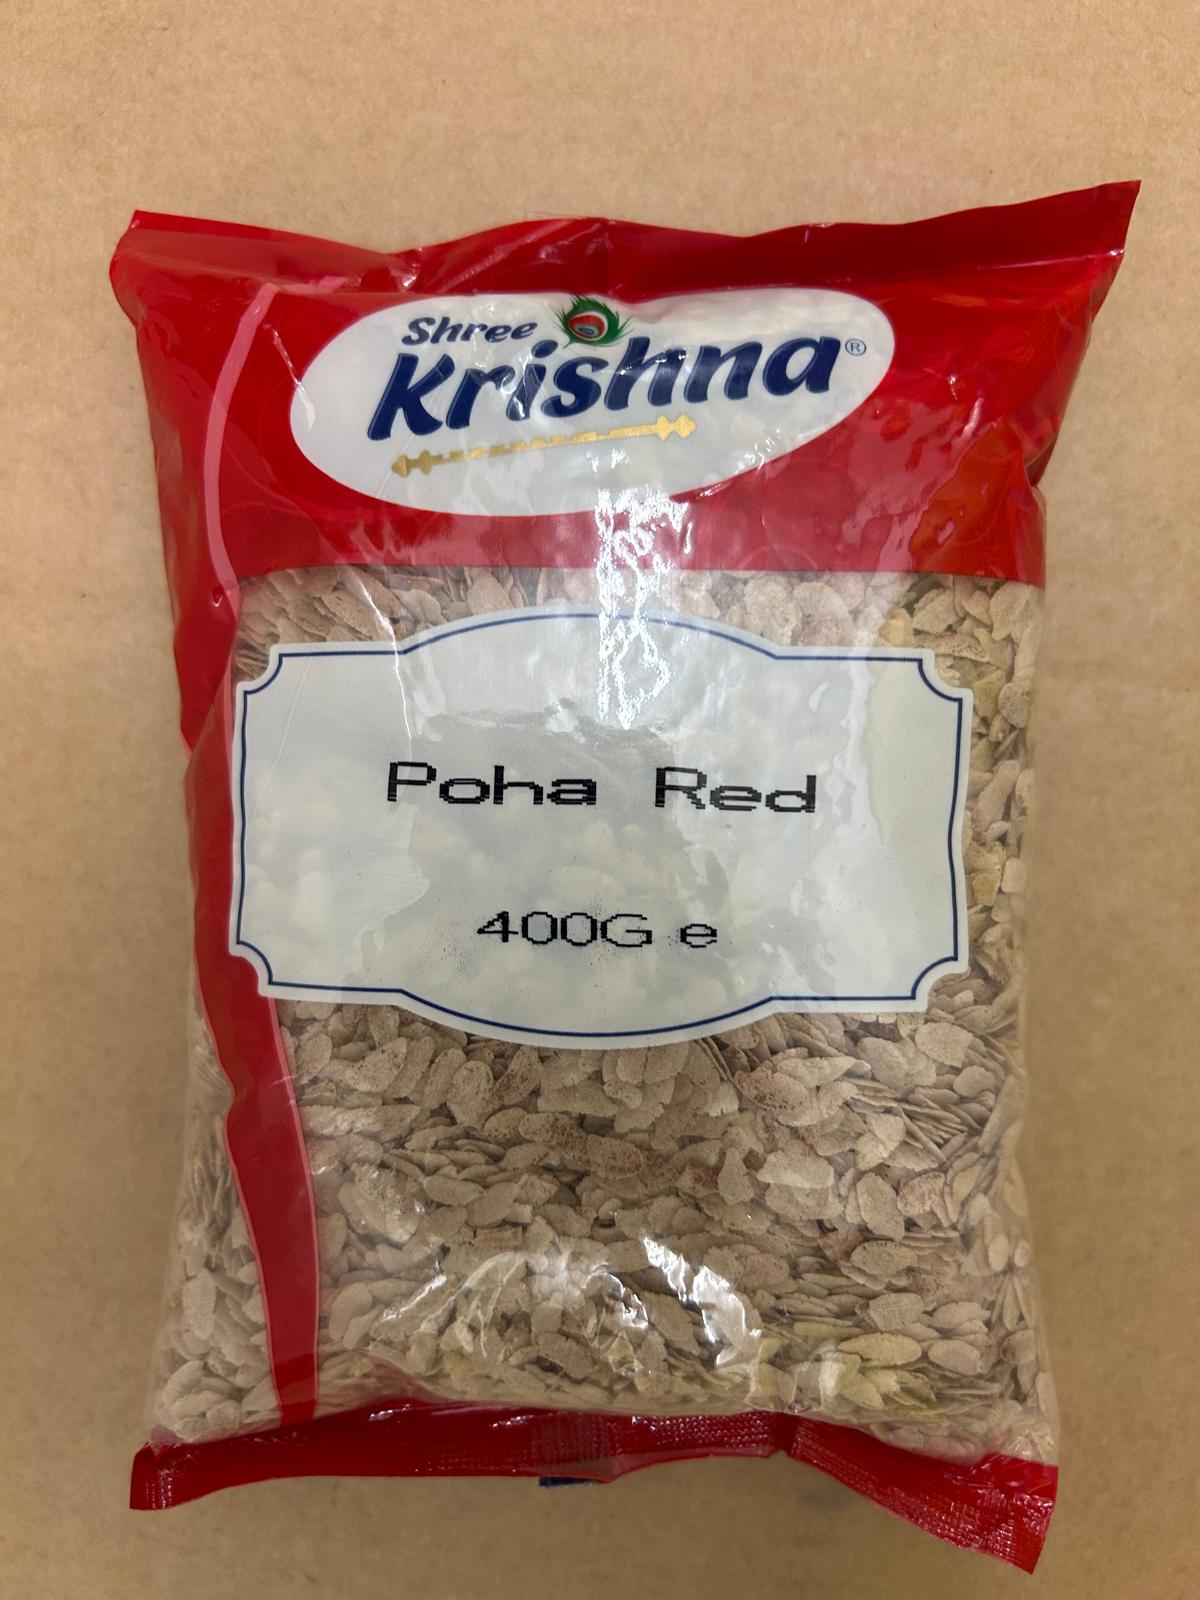 Shree
Krishna®
Poha Red
400G e